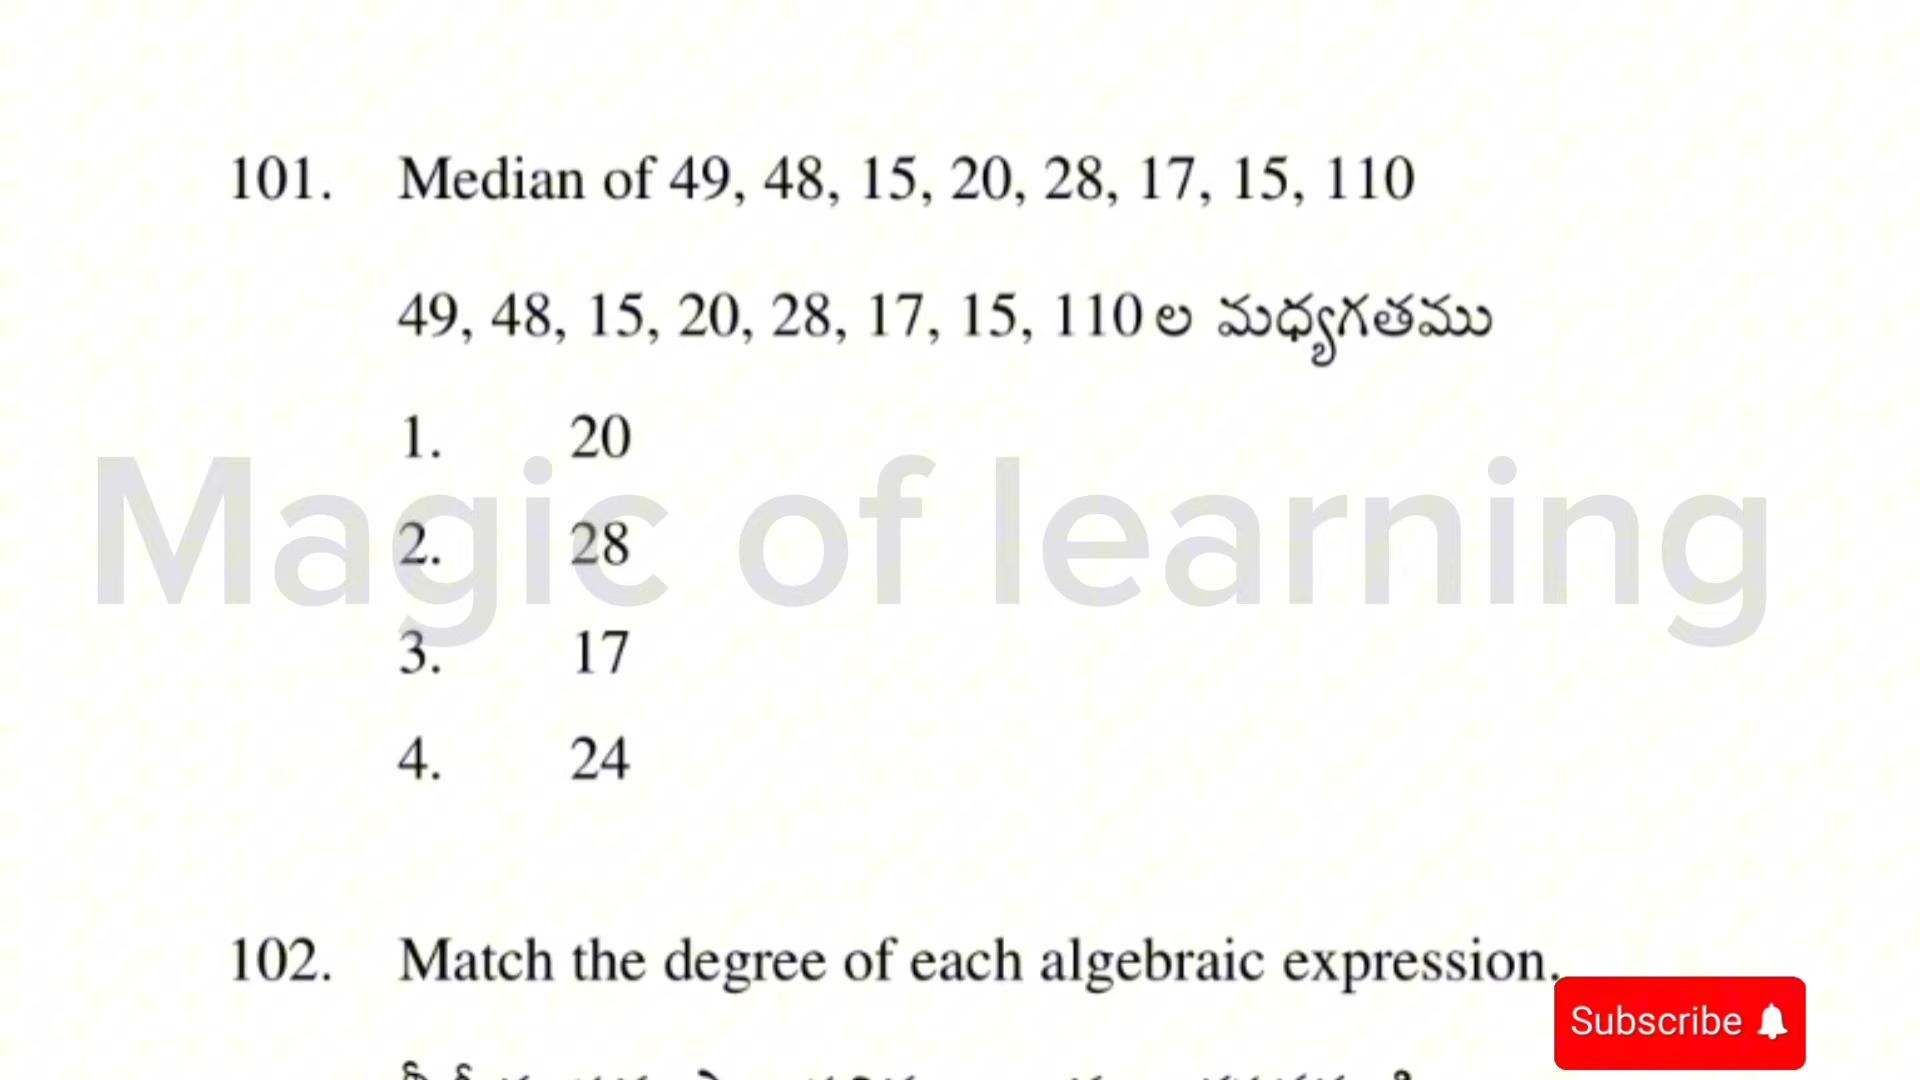 101. Median of 49, 48, 15, 20, 28, 17, 15, 110
49, 48, 15, 20, 28, 17, 15, 110 ల మధ్యగతము
1. 20
2. 28
3. 17
4. 24
Magic of learning
102. Match the degree of each algebraic expression.
Subscribe